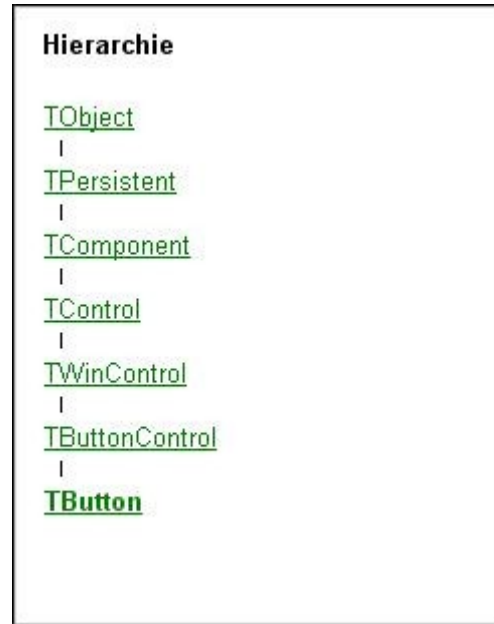 Hierarchie
TObject
|
TPersistent
|
TComponent
|
TControl
|
TWinControl
|
TButtonControl
|
TButton